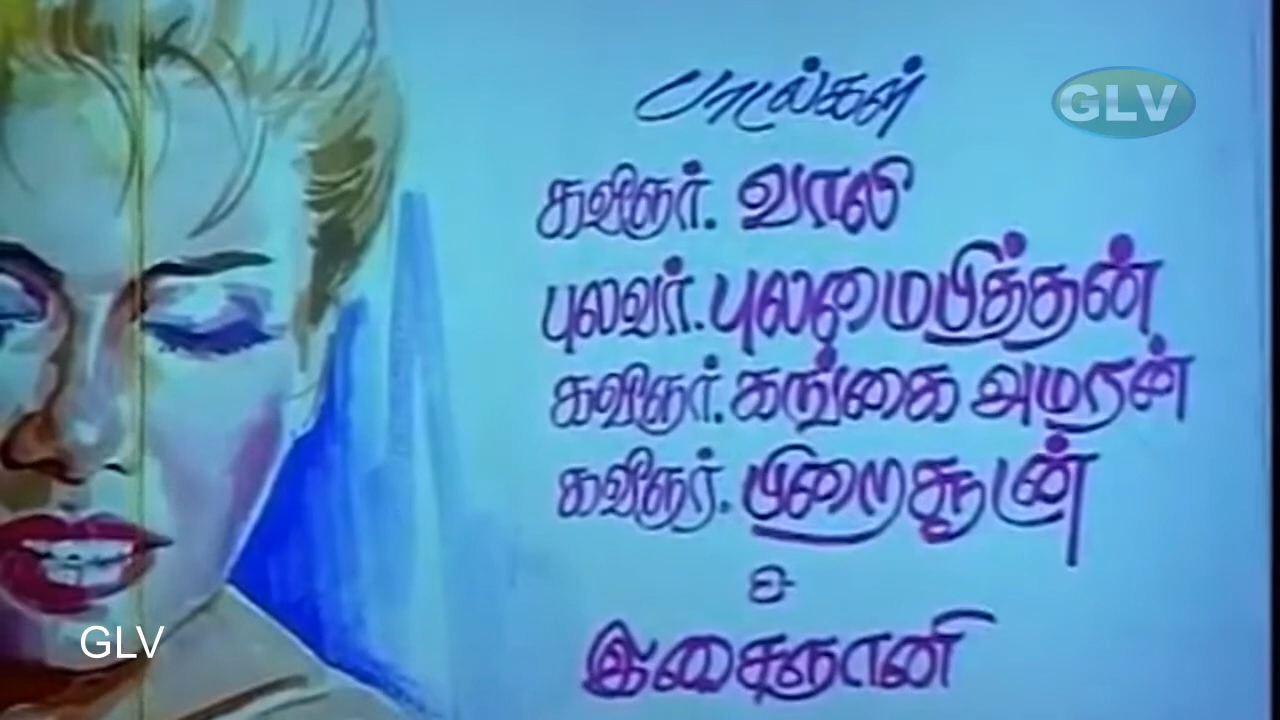 பாடல்கள்
GLV
கவிஞர். வாலி
புலவர். புலமைபித்தன்
கவிஞர். கங்கை அமரன்
கவிஞர். பிறைசூடன்
&
இசைஞானி
GLV